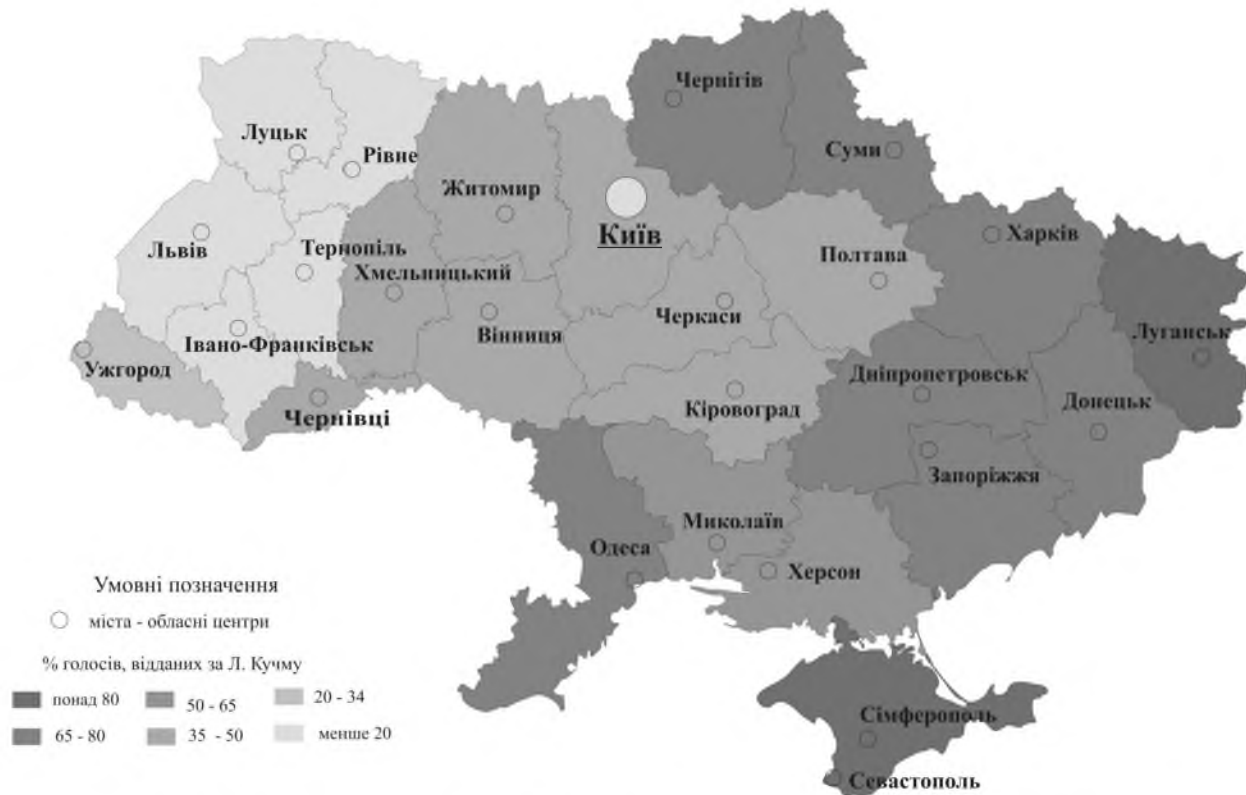 Чернігів
Суми
Луцьк
Рівне
Житомир
Київ
Харків
Львів
Тернопіль
Хмельницький
Полтава
Черкаси
Вінниця
Івано-Франківськ
Луганськ
Ужгород
Дніпропетровськ
Кіровоград
Донецьк
Чернівці
Запоріжжя
Миколаїв
Одеса
Херсон
Сімферополь
Севастополь
Умовні позначення
міста - обласні центри
% голосів, відданих за Л. Кучму
понад 80
50 - 65
20 - 34
65 - 80
35 - 50
менше 20